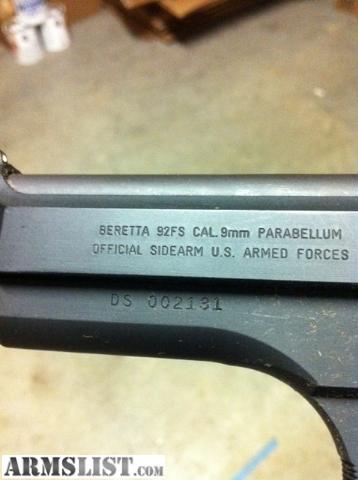 BERETTA 92FS CAL.9mm PARABELLUM
OFFICIAL SIDEARM U.S. ARMED FORCES
DS 002131
ARMSLIST.COM